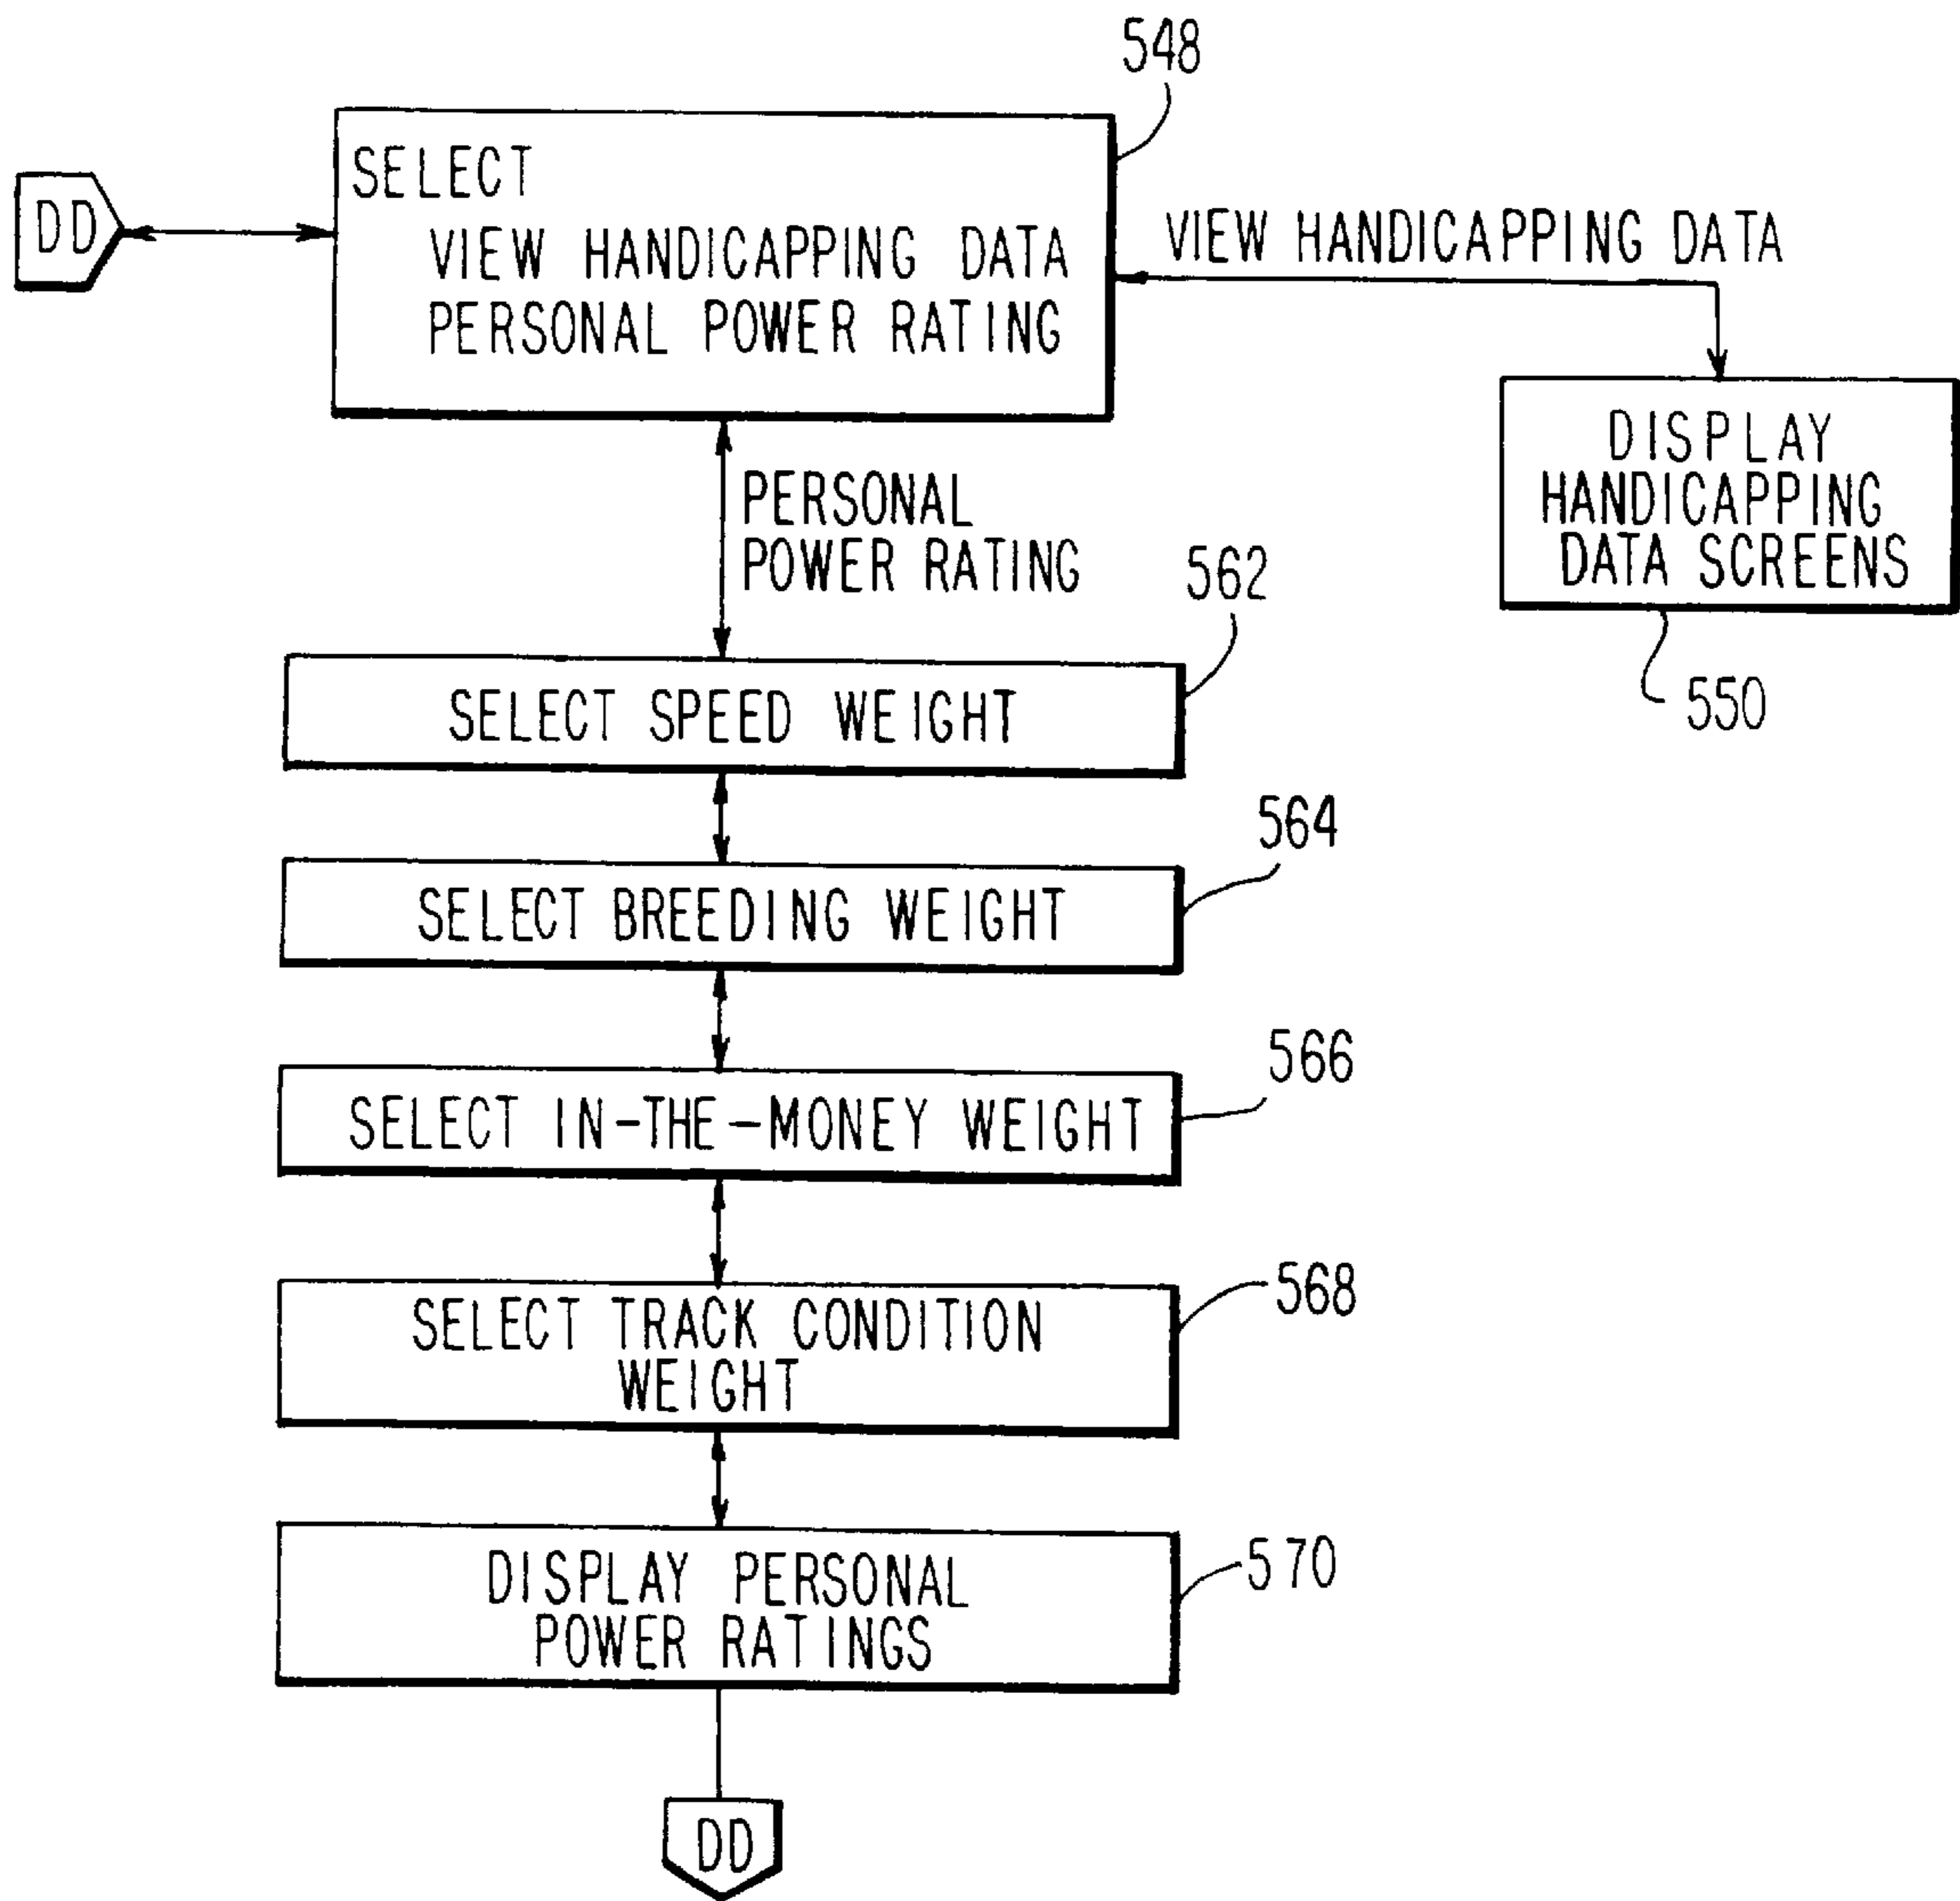 548
SELECT
VIEW HANDICAPPING DATA
PERSONAL POWER RATING
DD
VIEW HANDICAPPING DATA
DISPLAY
HANDICAPPING
DATA SCREENS
550
PERSONAL
POWER RATING
562
SELECT SPEED WEIGHT
564
SELECT BREEDING WEIGHT
566
SELECT IN-THE-MONEY WEIGHT
568
SELECT TRACK CONDITION
WEIGHT
570
DISPLAY PERSONAL
POWER RATINGS
DD